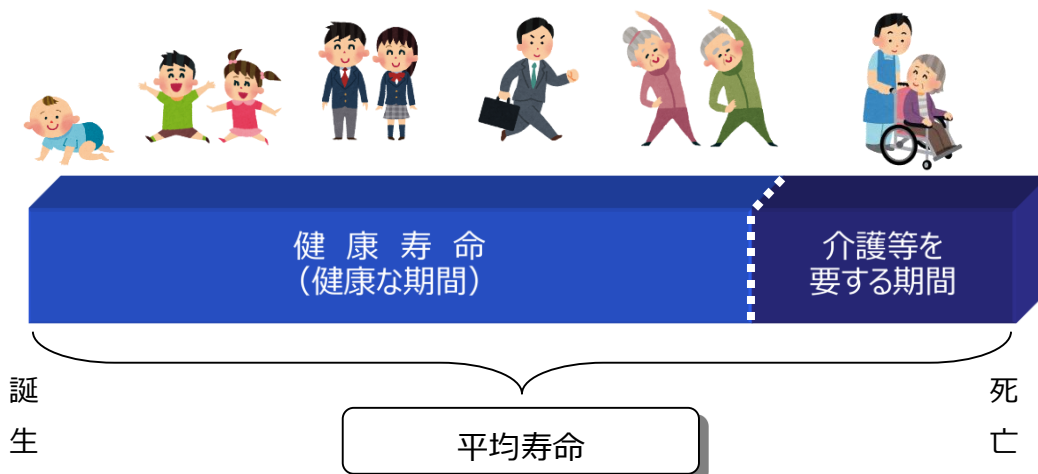 健康寿命
（健康な期間）
介護等を
要する期間
誕生
死亡
平均寿命